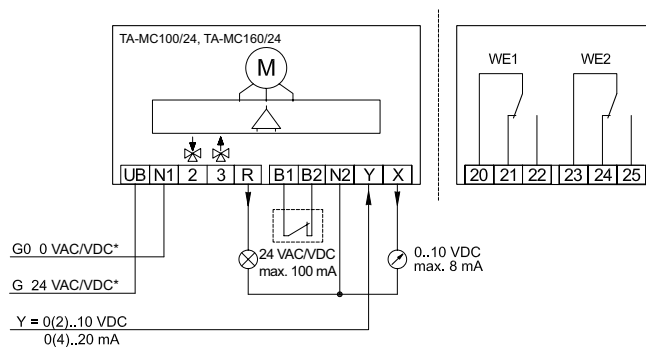 TA-MC100/24, TA-MC160/24
M
UB N1 2 3 R B1 B2 N2 Y X
WE1 WE2
20 21 22 23 24 25
G0 0 VAC/VDC*
G 24 VAC/VDC*
24 VAC/VDC
max. 100 mA
0..10 VDC
max. 8 mA
Y = 0(2)..10 VDC
0(4)..20 mA